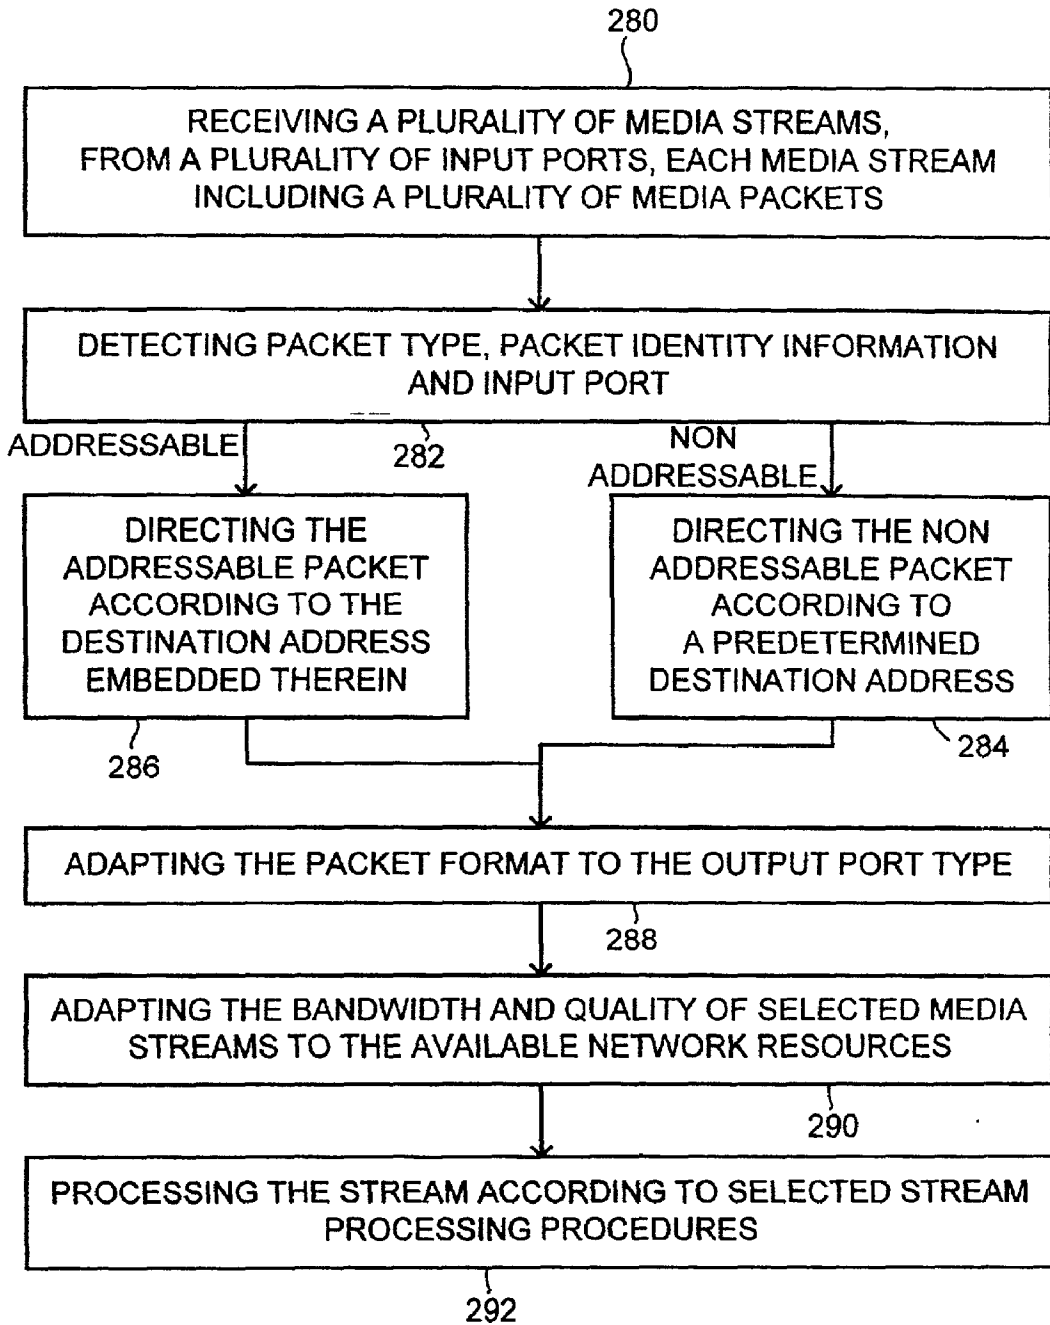 280
RECEIVING A PLURALITY OF MEDIA STREAMS,
FROM A PLURALITY OF INPUT PORTS, EACH MEDIA STREAM
INCLUDING A PLURALITY OF MEDIA PACKETS
DETECTING PACKET TYPE, PACKET IDENTITY INFORMATION
AND INPUT PORT
ADDRESSABLE
282
NON
ADDRESSABLE
DIRECTING THE
ADDRESSABLE PACKET
ACCORDING TO THE
DESTINATION ADDRESS
EMBEDDED THEREIN
286
DIRECTING THE NON
ADDRESSABLE PACKET
ACCORDING TO
A PREDETERMINED
DESTINATION ADDRESS
284
ADAPTING THE PACKET FORMAT TO THE OUTPUT PORT TYPE
288
ADAPTING THE BANDWIDTH AND QUALITY OF SELECTED MEDIA
STREAMS TO THE AVAILABLE NETWORK RESOURCES
290
PROCESSING THE STREAM ACCORDING TO SELECTED STREAM
PROCESSING PROCEDURES
292